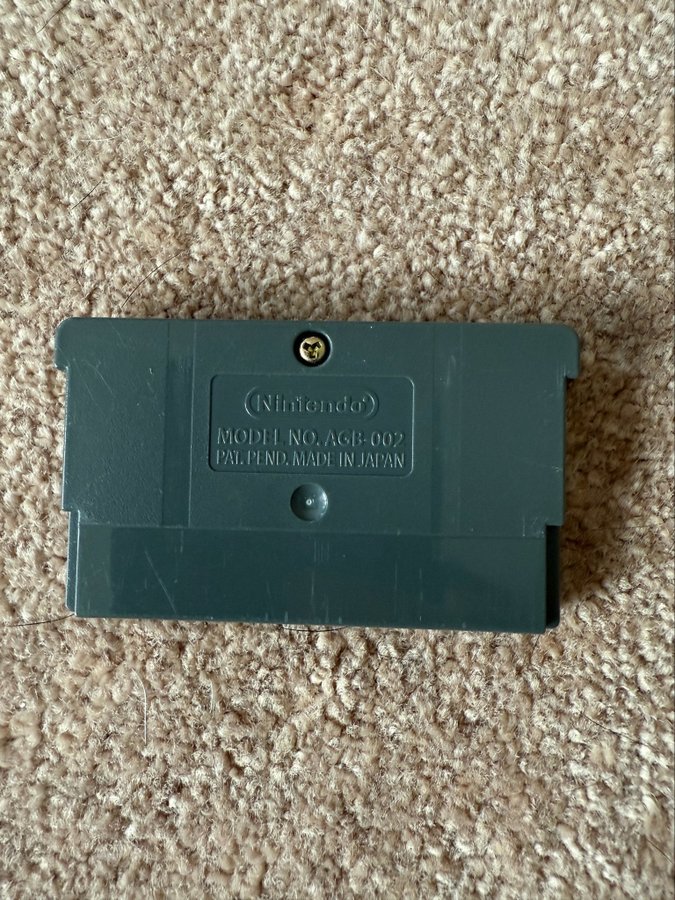 Nintendo
MODEL NO. AGB-002
PAT. PEND. MADE IN JAPAN